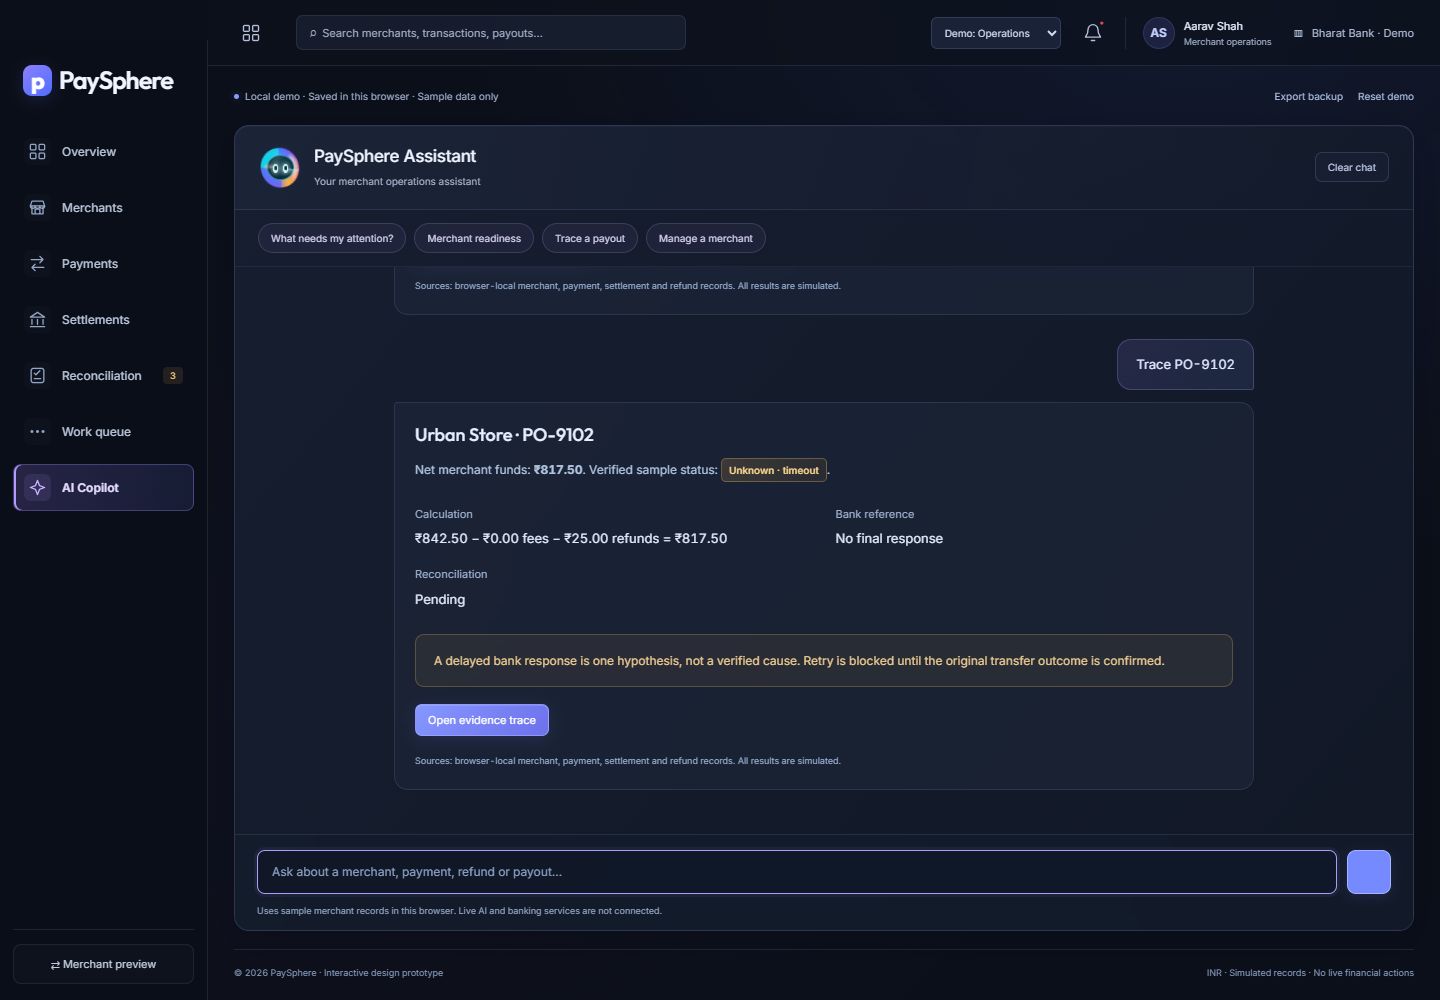 Search merchants, transactions, payouts...
Demo: Operations
AS
Aarav Shah
Merchant operations
Bharat Bank · Demo
p PaySphere
Overview
Merchants
Payments
Settlements
Reconciliation 3
Work queue
AI Copilot
⇄ Merchant preview
Local demo · Saved in this browser · Sample data only
Export backup Reset demo
PaySphere Assistant
Your merchant operations assistant
Clear chat
What needs my attention? Merchant readiness Trace a payout Manage a merchant
Sources: browser-local merchant, payment, settlement and refund records. All results are simulated.
Trace PO-9102
Urban Store · PO-9102
Net merchant funds: ₹817.50. Verified sample status: Unknown · timeout.
Calculation
₹842.50 − ₹0.00 fees − ₹25.00 refunds = ₹817.50
Bank reference
No final response
Reconciliation
Pending
A delayed bank response is one hypothesis, not a verified cause. Retry is blocked until the original transfer outcome is confirmed.
Open evidence trace
Sources: browser-local merchant, payment, settlement and refund records. All results are simulated.
Ask about a merchant, payment, refund or payout...
Uses sample merchant records in this browser. Live AI and banking services are not connected.
© 2026 PaySphere · Interactive design prototype
INR · Simulated records · No live financial actions